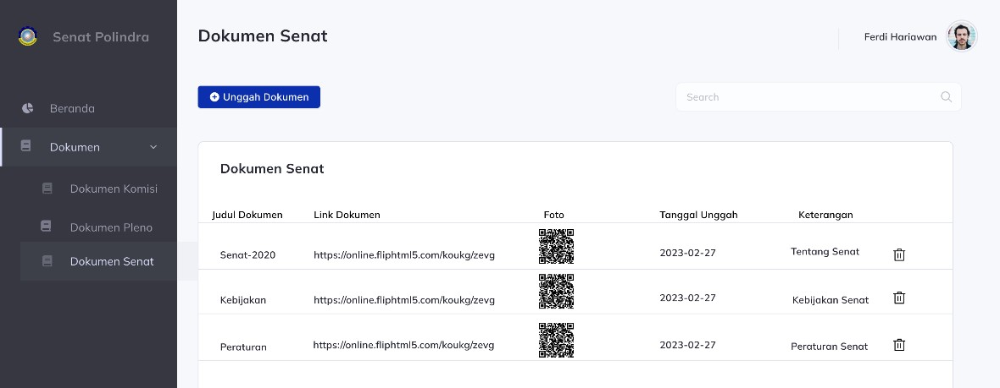 Senat Polindra
Dokumen Senat
Ferdi Hariawan
Unggah Dokumen
Search
Beranda
Dokumen
Dokumen Komisi
Dokumen Pleno
Dokumen Senat
Dokumen Senat
Judul Dokumen Link Dokumen Foto Tanggal Unggah Keterangan
Senat-2020 https://online.fliphtml5.com/koukg/zevg 2023-02-27 Tentang Senat
Kebijakan https://online.fliphtml5.com/koukg/zevg 2023-02-27 Kebijakan Senat
Peraturan https://online.fliphtml5.com/koukg/zevg 2023-02-27 Peraturan Senat